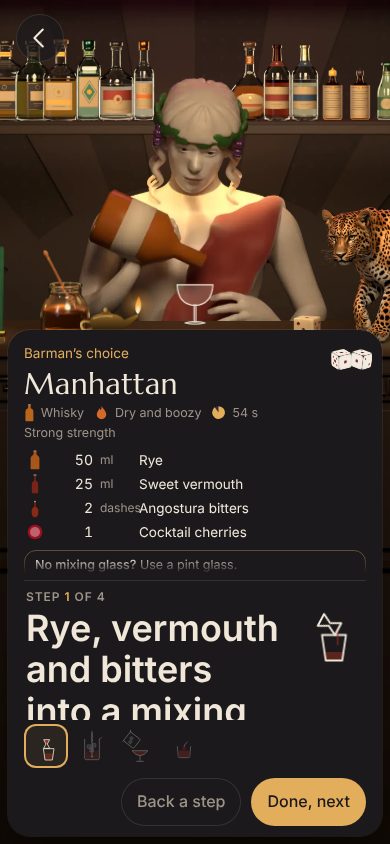 Barman's choice
Manhattan
Whisky Dry and boozy 54 s
Strong strength
50 ml Rye
25 ml Sweet vermouth
2 dashes Angostura bitters
1 Cocktail cherries
No mixing glass? Use a pint glass.
STEP 1 OF 4
Rye, vermouth
and bitters
into a mixing
Back a step Done, next